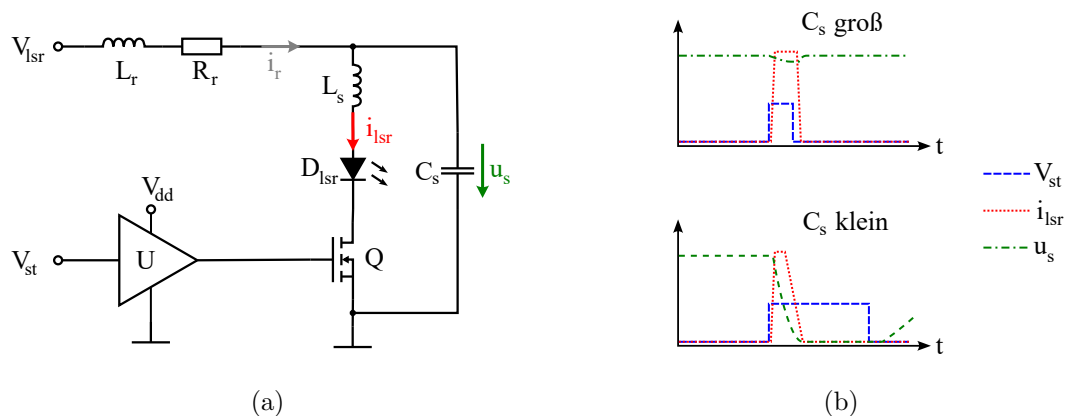 V_lsr
L_r
R_r
i_r
L_s
i_lsr
D_lsr
C_s
u_s
V_dd
V_st
U
Q
(a)
C_s groß
t
C_s klein
t
V_st
i_lsr
u_s
(b)